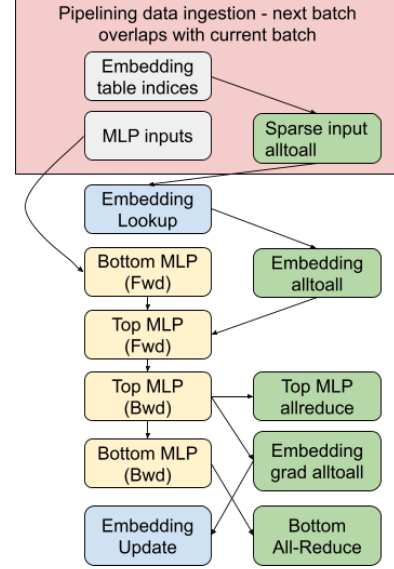 Pipelining data ingestion - next batch
overlaps with current batch
Embedding
table indices
MLP inputs
Sparse input
alltoall
Embedding
Lookup
Bottom MLP
(Fwd)
Embedding
alltoall
Top MLP
(Fwd)
Top MLP
(Bwd)
Top MLP
allreduce
Bottom MLP
(Bwd)
Embedding
grad alltoall
Embedding
Update
Bottom
All-Reduce